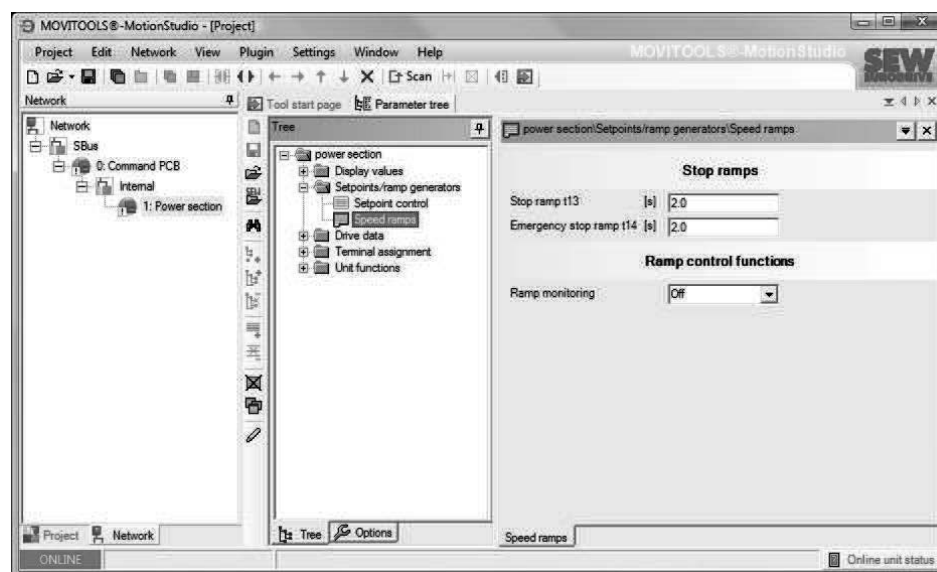 MOVITOOLS®-MotionStudio - [Project]
Project Edit Network View Plugin Settings Window Help
MOVITOOLS®-MotionStudio
SEW
EURODRIVE
Scan
Network
Tool start page
Parameter tree
Network
SBus
0: Command PCB
Internal
1: Power section
Tree
power section
Display values
Setpoints/ramp generators
Setpoint control
Speed ramps
Drive data
Terminal assignment
Unit functions
power section\Setpoints/ramp generators\Speed ramps
Stop ramps
Stop ramp t13 [s] 2.0
Emergency stop ramp t14 [s] 2.0
Ramp control functions
Ramp monitoring Off
Project Network
Tree Options
Speed ramps
ONLINE
Online unit status